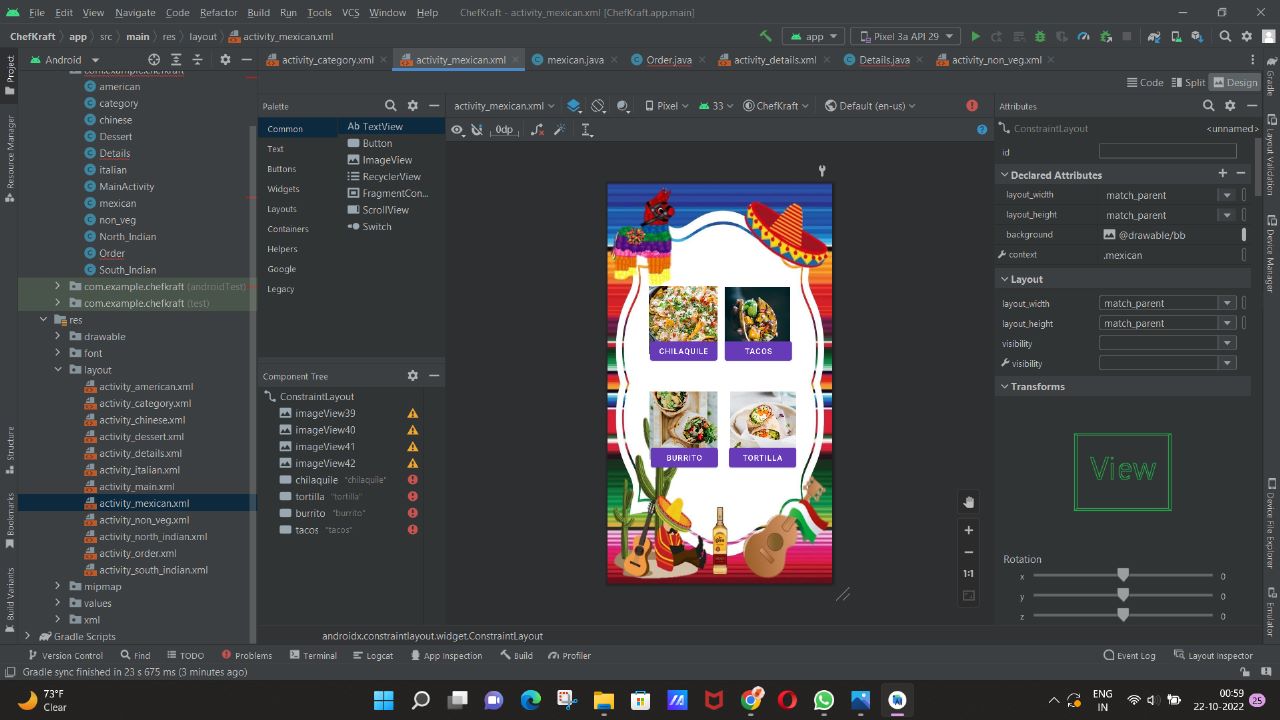 File Edit View Navigate Code Refactor Build Run Tools VCS Window Help ChefKraft - activity_mexican.xml [ChefKraft.app.main]
ChefKraft app src main res layout activity_mexican.xml app Pixel 3a API 29
Android activity_category.xml activity_mexican.xml mexican.java Order.java activity_details.xml Details.java activity_non_veg.xml
Code Split Design
Project
Resource Manager
Structure
Bookmarks
Build Variants
com.example.chefkraft
american
category
chinese
Dessert
Details
italian
MainActivity
mexican
non_veg
North_Indian
Order
South_Indian
com.example.chefkraft (androidTest)
com.example.chefkraft (test)
res
drawable
font
layout
activity_american.xml
activity_category.xml
activity_chinese.xml
activity_dessert.xml
activity_details.xml
activity_italian.xml
activity_main.xml
activity_mexican.xml
activity_non_veg.xml
activity_north_indian.xml
activity_order.xml
activity_south_indian.xml
mipmap
values
xml
Gradle Scripts
Palette
Common
Text
Buttons
Widgets
Layouts
Containers
Helpers
Google
Legacy
Ab TextView
Button
ImageView
RecyclerView
FragmentCon...
ScrollView
Switch
Component Tree
ConstraintLayout
imageView39
imageView40
imageView41
imageView42
chilaquile "chilaquile"
tortilla "tortilla"
burrito "burrito"
tacos "tacos"
activity_mexican.xml Pixel 33 ChefKraft Default (en-us)
0dp
CHILAQUILE TACOS
BURRITO TORTILLA
1:1
androidx.constraintlayout.widget.ConstraintLayout
Attributes
ConstraintLayout <unnamed>
id
Declared Attributes
layout_width match_parent
layout_height match_parent
background @drawable/bb
context .mexican
Layout
layout_width match_parent
layout_height match_parent
visibility
visibility
Transforms
View
Rotation
x 0
y 0
z 0
Gradle
Layout Validation
Device Manager
Device File Explorer
Emulator
Version Control Find TODO Problems Terminal Logcat App Inspection Build Profiler Event Log Layout Inspector
Gradle sync finished in 23 s 675 ms (3 minutes ago)
73°F
Clear
ENG
IN
00:59
22-10-2022
25